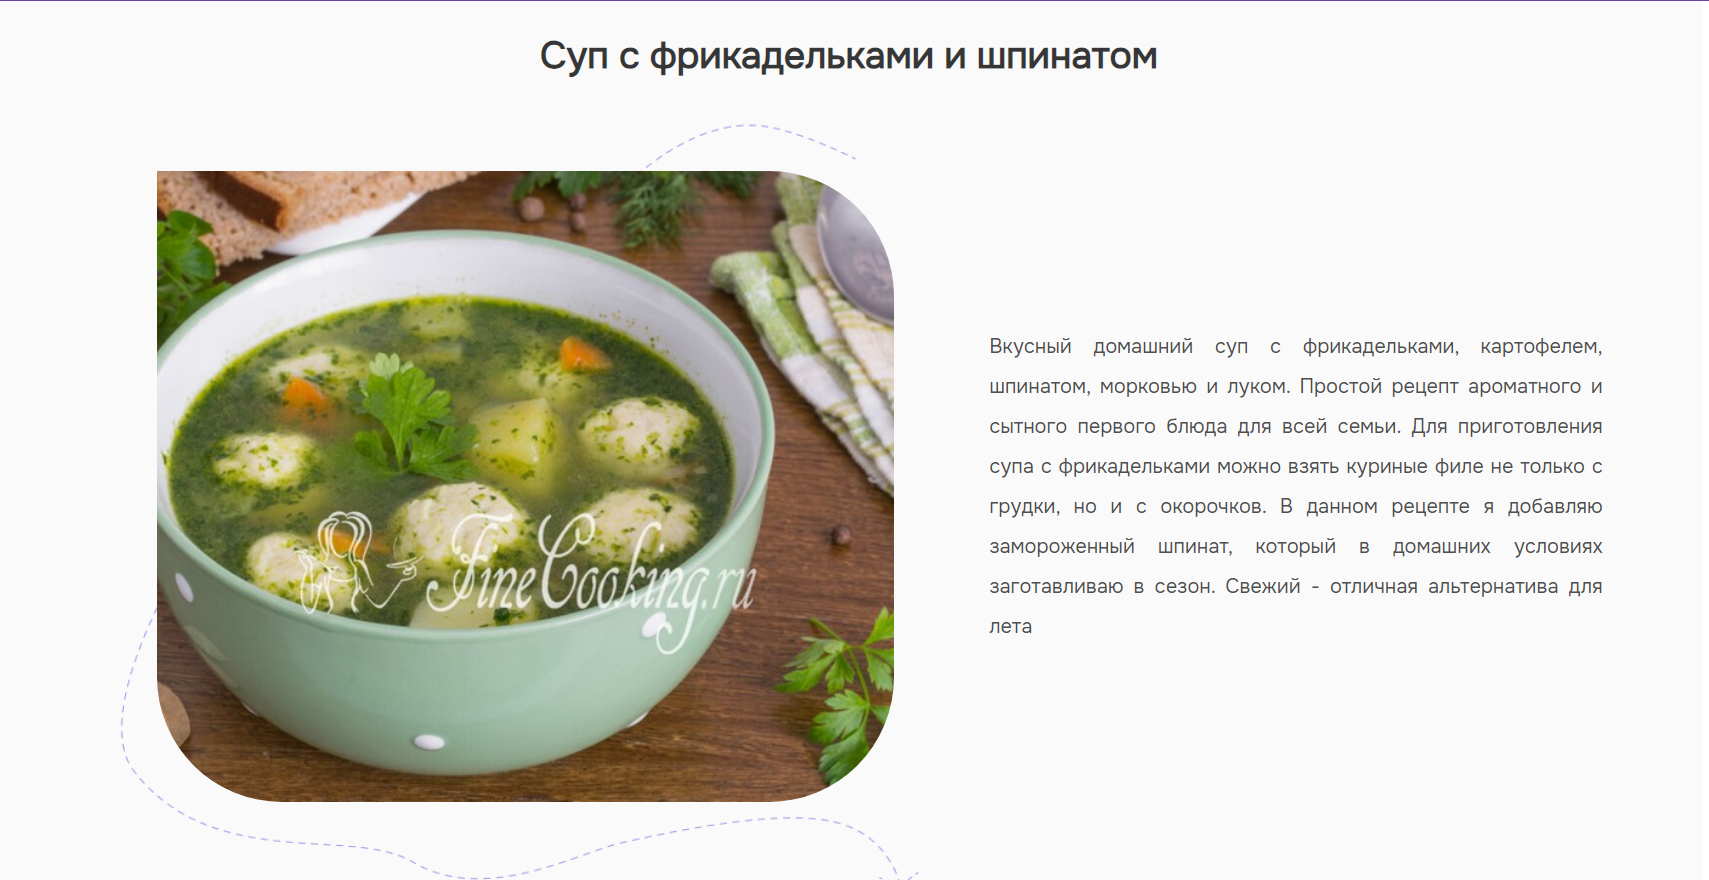 Суп с фрикадельками и шпинатом
FineCooking.ru
Вкусный домашний суп с фрикадельками, картофелем,
шпинатом, морковью и луком. Простой рецепт ароматного и
сытного первого блюда для всей семьи. Для приготовления
супа с фрикадельками можно взять куриные филе не только с
грудки, но и с окорочков. В данном рецепте я добавляю
замороженный шпинат, который в домашних условиях
заготавливаю в сезон. Свежий - отличная альтернатива для
лета